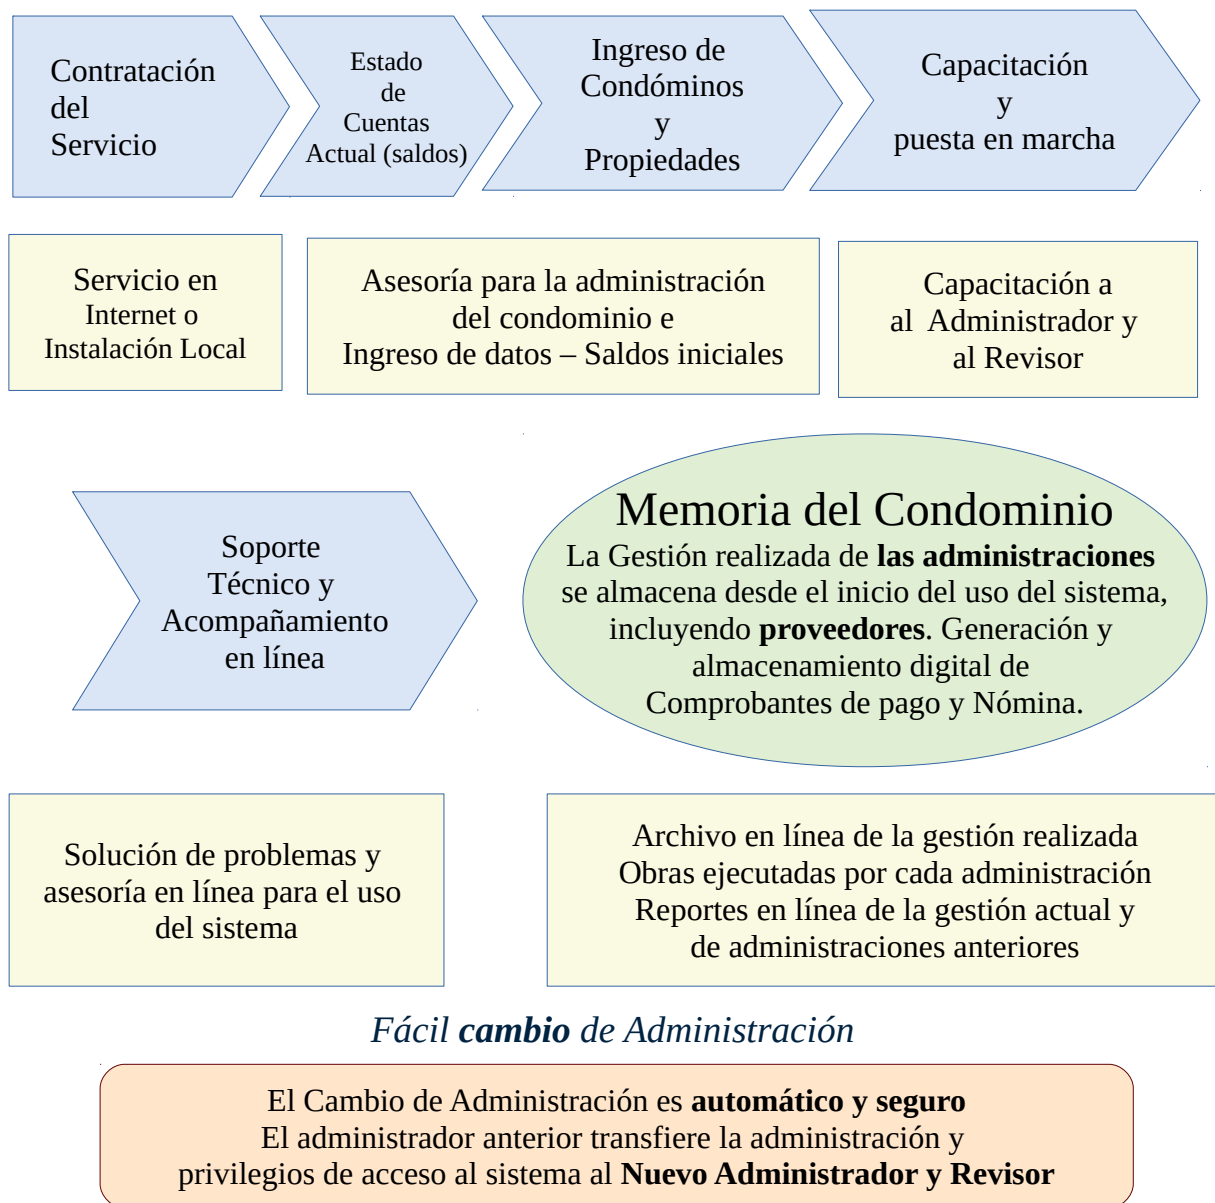 Contratación
del
Servicio
Estado
de
Cuentas
Actual (saldos)
Ingreso de
Condóminos
y
Propiedades
Capacitación
y
puesta en marcha
Servicio en
Internet o
Instalación Local
Asesoría para la administración
del condominio e
Ingreso de datos – Saldos iniciales
Capacitación a
al  Administrador y
al Revisor
Soporte
Técnico y
Acompañamiento
en línea
Memoria del Condominio
La Gestión realizada de las administraciones
se almacena desde el inicio del uso del sistema,
incluyendo proveedores. Generación y
almacenamiento digital de
Comprobantes de pago y Nómina.
Solución de problemas y
asesoría en línea para el uso
del sistema
Archivo en línea de la gestión realizada
Obras ejecutadas por cada administración
Reportes en línea de la gestión actual y
de administraciones anteriores
Fácil cambio de Administración
El Cambio de Administración es automático y seguro
El administrador anterior transfiere la administración y
privilegios de acceso al sistema al Nuevo Administrador y Revisor